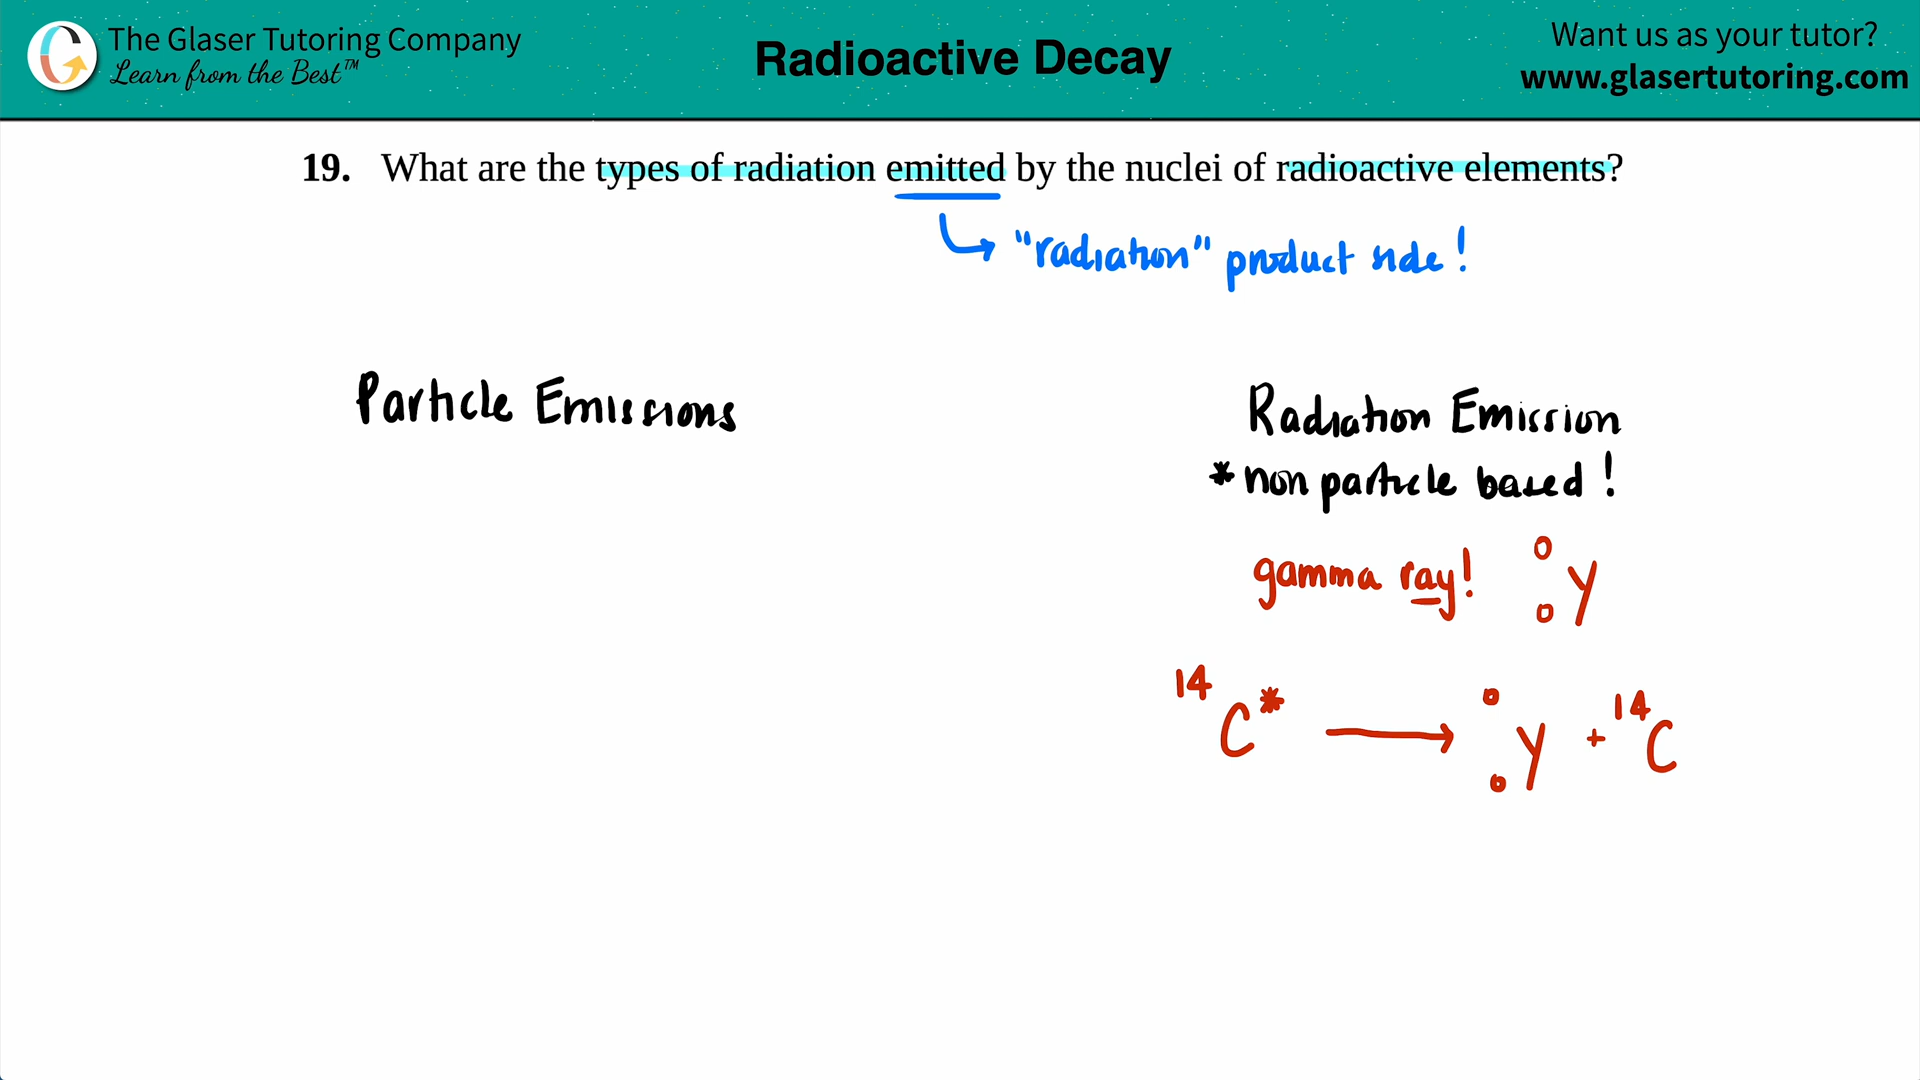 The Glaser Tutoring Company
Learn from the Best™
Radioactive Decay
Want us as your tutor?
www.glasertutoring.com
19. What are the types of radiation emitted by the nuclei of radioactive elements?
"radiation" product side!
Particle Emissions
Radiation Emission
* non particle based!
gamma ray! ⁰₀γ
¹⁴C* → ⁰₀γ + ¹⁴C